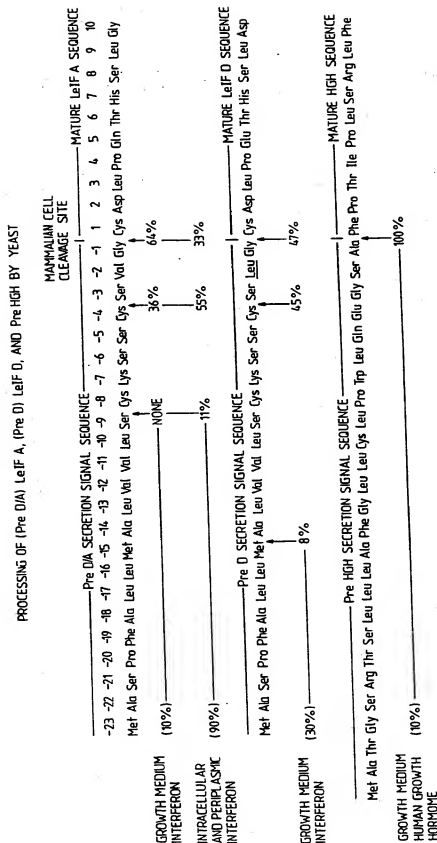 PROCESSING OF (Pre D/A) LeIF A, (Pre D) LeIF D, AND Pre HGH BY YEAST
MAMMALIAN CELL
CLEAVAGE SITE
Pre D/A SECRETION SIGNAL SEQUENCE MATURE LeIF A SEQUENCE
-23 -22 -21 -20 -19 -18 -17 -16 -15 -14 -13 -12 -11 -10 -9 -8 -7 -6 -5 -4 -3 -2 -1 1 2 3 4 5 6 7 8 9 10
Met Ala Ser Pro Phe Ala Leu Leu Met Ala Leu Val Val Leu Ser Cys Lys Ser Ser Cys Ser Val Gly Cys Asp Leu Pro Gln Thr His Ser Leu Gly
GROWTH MEDIUM (10%) NONE 36% 64%
INTERFERON
INTRACELLULAR (90%) 11% 55% 33%
AND PERIPLASMIC
INTERFERON
Pre D SECRETION SIGNAL SEQUENCE MATURE LeIF D SEQUENCE
Met Ala Ser Pro Phe Ala Leu Leu Met Ala Leu Val Val Leu Ser Cys Lys Ser Ser Cys Ser Leu Gly Cys Asp Leu Pro Glu Thr His Ser Leu Asp
GROWTH MEDIUM (30%) 8% 45% 47%
INTERFERON
Pre HGH SECRETION SIGNAL SEQUENCE MATURE HGH SEQUENCE
Met Ala Thr Gly Ser Arg Thr Ser Leu Leu Leu Ala Phe Gly Leu Leu Cys Leu Pro Trp Leu Gln Glu Gly Ser Ala Phe Pro Thr Ile Pro Leu Ser Arg Leu Phe
GROWTH MEDIUM (10%) 100%
HUMAN GROWTH
HORMOME